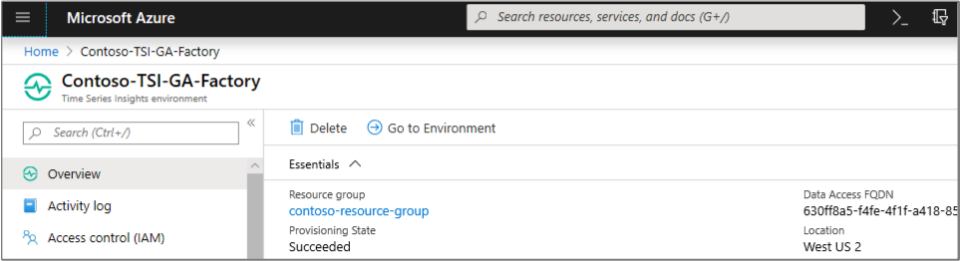 Microsoft Azure
Search resources, services, and docs (G+/)
Home > Contoso-TSI-GA-Factory
Contoso-TSI-GA-Factory
Time Series Insights environment
Search (Ctrl+/)
Overview
Activity log
Access control (IAM)
Delete
Go to Environment
Essentials
Resource group
contoso-resource-group
Provisioning State
Succeeded
Data Access FQDN
630ff8a5-f4fe-4f1f-a418-85
Location
West US 2